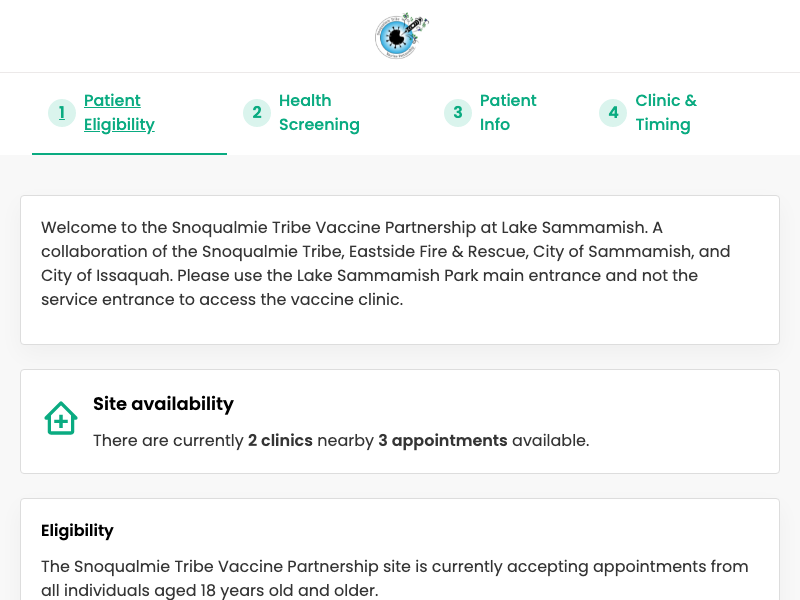 1
Patient
Eligibility
2
Health
Screening
3
Patient
Info
4
Clinic &
Timing
Welcome to the Snoqualmie Tribe Vaccine Partnership at Lake Sammamish. A
collaboration of the Snoqualmie Tribe, Eastside Fire & Rescue, City of Sammamish, and
City of Issaquah. Please use the Lake Sammamish Park main entrance and not the
service entrance to access the vaccine clinic.
Site availability
There are currently 2 clinics nearby 3 appointments available.
Eligibility
The Snoqualmie Tribe Vaccine Partnership site is currently accepting appointments from
all individuals aged 18 years old and older.